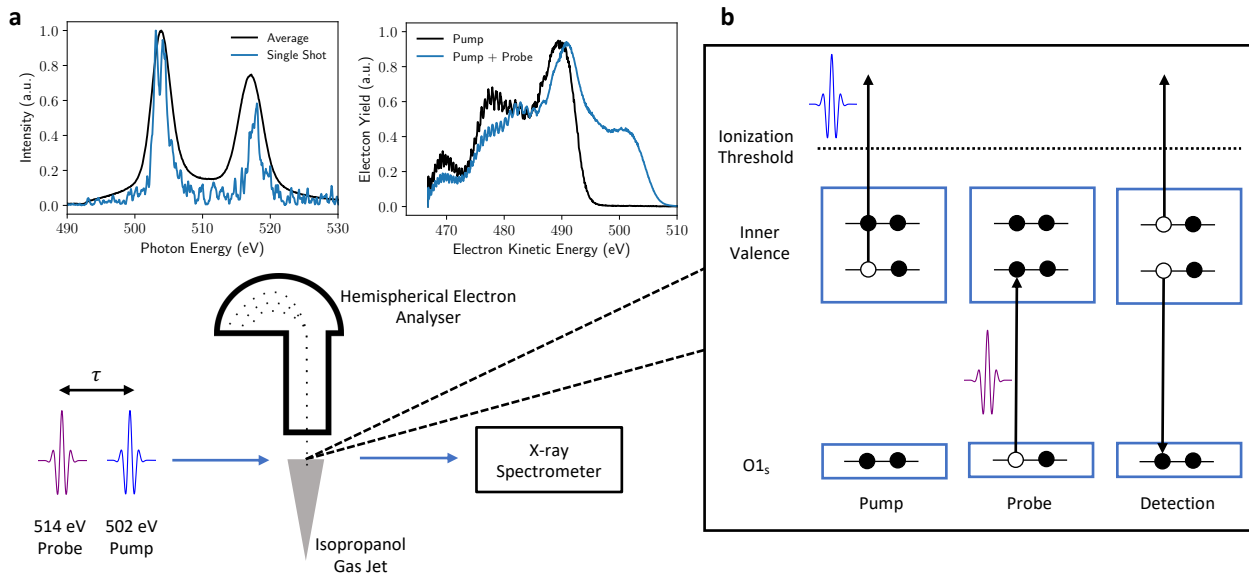 a
1.0
0.8
0.6
0.4
0.2
0.0
Intensity (a.u.)
Average
Single Shot
490
500
510
520
530
Photon Energy (eV)
1.0
0.8
0.6
0.4
0.2
0.0
Electcon Yield (a.u.)
Pump
Pump + Probe
470
480
490
500
510
Electron Kinetic Energy (eV)
Hemispherical Electron
Analyser
τ
514 eV
Probe
502 eV
Pump
Isopropanol
Gas Jet
X-ray
Spectrometer
b
Ionization
Threshold
Inner
Valence
O1s
Pump
Probe
Detection